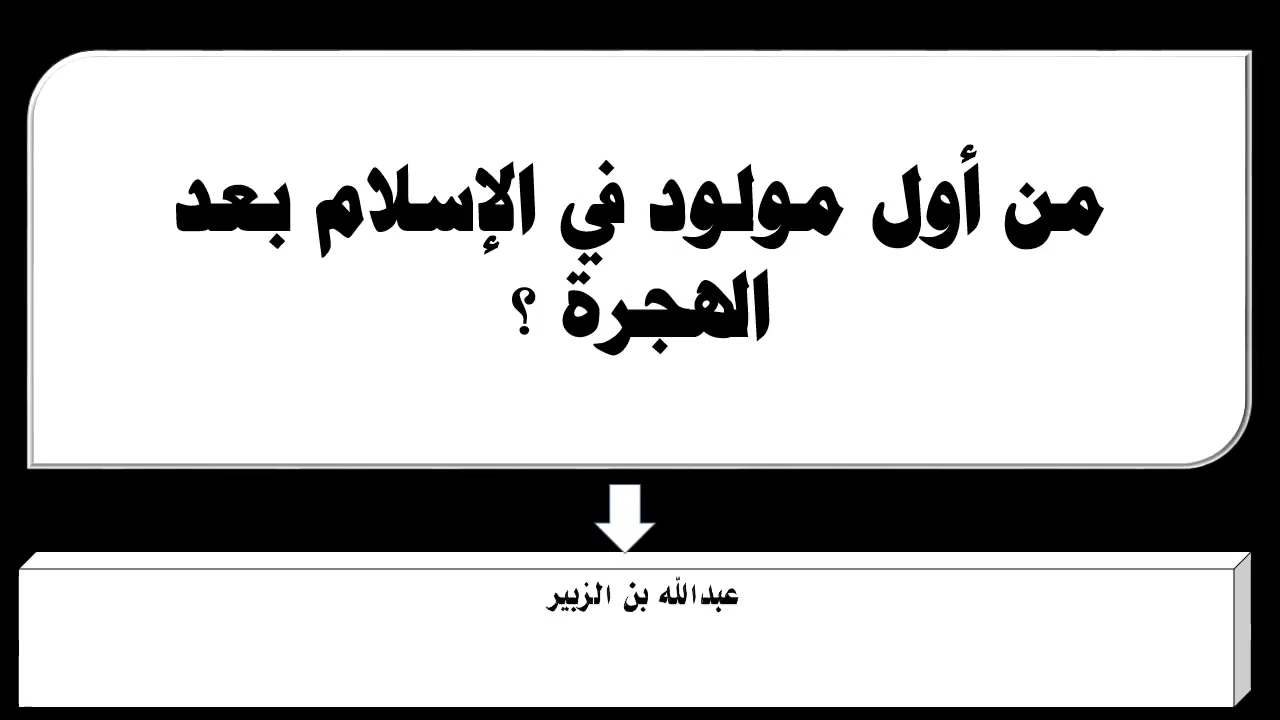 من أول مولود في الإسلام بعد
الهجرة ؟
عبدالله بن الزبير